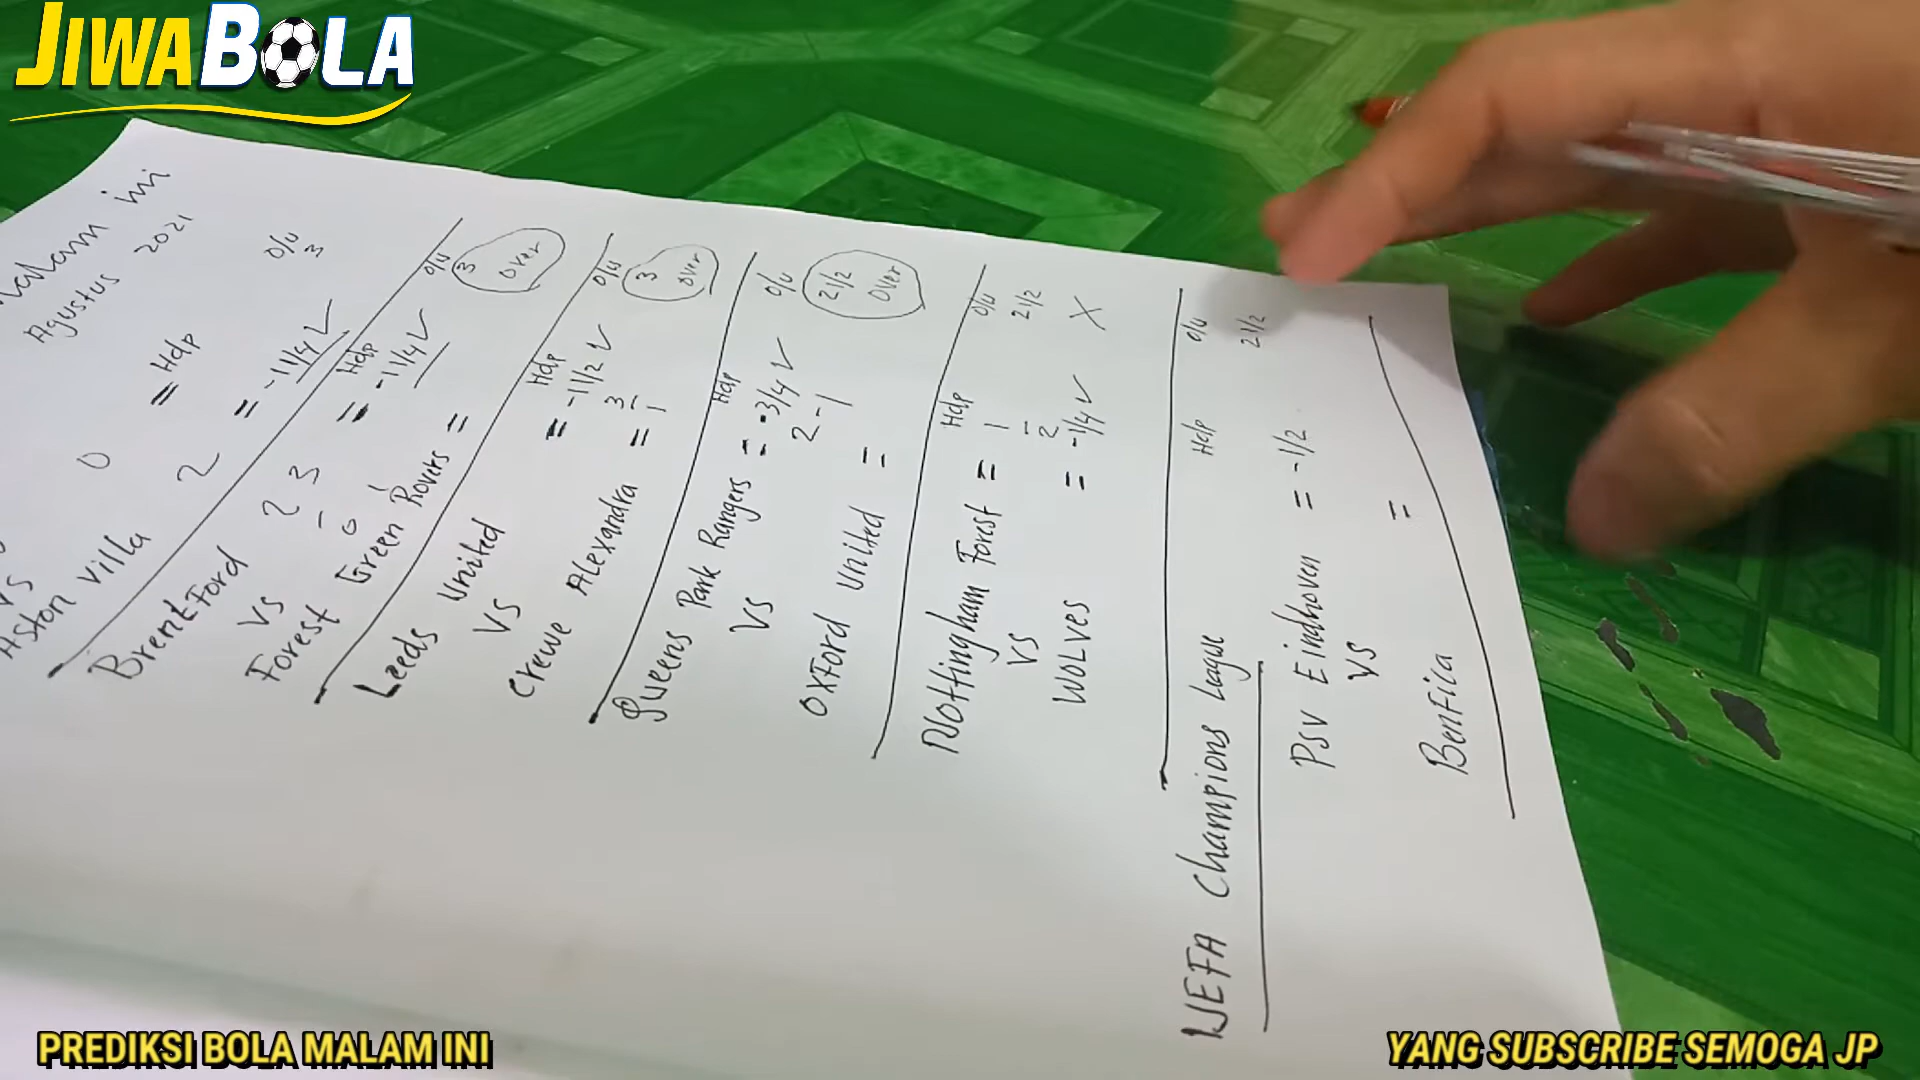 JIWABOLA
malam ini
Agustus 2021
= Hdp O/U
0 3
VS
Aston Villa 2 = -1 1/4 ✓
Hdp O/U
Brentford 2 3 = -1 1/4 ✓ 3 over
VS -
0 1
Forest Green Rovers =
Hdp O/U
Leeds United = -1 1/2 ✓ 3 over
VS 3-1
Crewe Alexandra =
Hdp O/U
Queens Park Rangers = -3/4 ✓ 2 1/2 over
VS 2-1
Oxford United =
Hdp O/U
Nottingham Forest = 1 2 1/2
VS - 2
Wolves = -1/4 ✓ X
UEFA Champions League Hdp O/U
PSV Eindhoven = -1/2 2 1/2
VS
Benfica =
PREDIKSI BOLA MALAM INI
YANG SUBSCRIBE SEMOGA JP